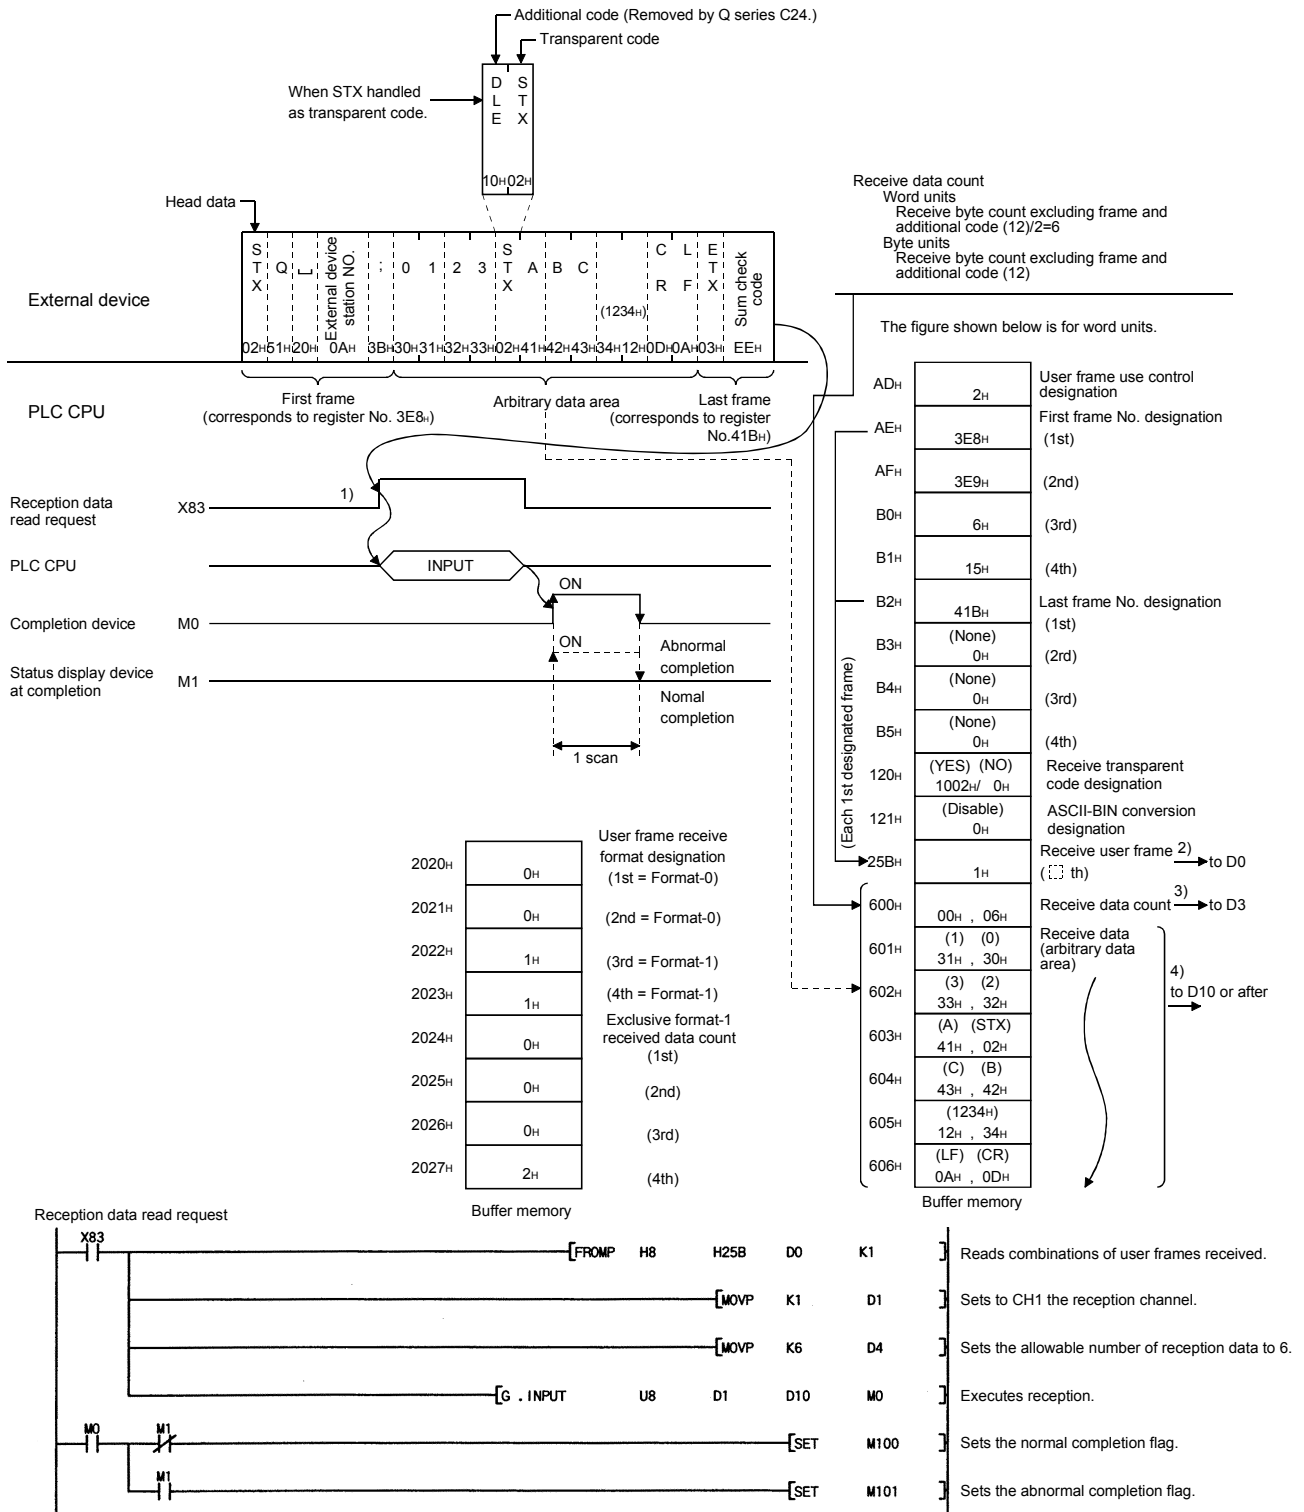 Additional code (Removed by Q series C24.)
Transparent code
When STX handled
as transparent code.
DLE STX
10H 02H
Head data
Receive data count
Word units
Receive byte count excluding frame and
additional code (12)/2=6
Byte units
Receive byte count excluding frame and
additional code (12)
External device
STX Q ⎵ External device station NO. ; 0 1 2 3 STX A B C (1234H) CR LF ETX Sum check code
02H 51H 20H 0AH 3BH 30H 31H 32H 33H 02H 41H 42H 43H 34H 12H 0DH 0AH 03H EEH
The figure shown below is for word units.
PLC CPU
First frame
(corresponds to register No. 3E8H)
Arbitrary data area
Last frame
(corresponds to register
No.41BH)
Reception data
read request
X83
1)
PLC CPU
INPUT
ON
Completion device
M0
ON
Abnormal
completion
Status display device
at completion
M1
Nomal
completion
1 scan
ADH
2H
User frame use control
designation
AEH
3E8H
First frame No. designation
(1st)
AFH
3E9H
(2nd)
B0H
6H
(3rd)
B1H
15H
(4th)
B2H
41BH
Last frame No. designation
(1st)
B3H
(None)
0H
(2rd)
B4H
(None)
0H
(3rd)
B5H
(None)
0H
(4th)
120H
(YES) (NO)
1002H/ 0H
Receive transparent
code designation
121H
(Disable)
0H
ASCII-BIN conversion
designation
(Each 1st designated frame)
25BH
1H
Receive user frame 2)
( th)
to D0
600H
00H , 06H
Receive data count
3)
to D3
601H
(1) (0)
31H , 30H
Receive data
(arbitrary data
area)
602H
(3) (2)
33H , 32H
4)
to D10 or after
603H
(A) (STX)
41H , 02H
604H
(C) (B)
43H , 42H
605H
(1234H)
12H , 34H
606H
(LF) (CR)
0AH , 0DH
Buffer memory
2020H
0H
User frame receive
format designation
(1st = Format-0)
2021H
0H
(2nd = Format-0)
2022H
1H
(3rd = Format-1)
2023H
1H
(4th = Format-1)
2024H
0H
Exclusive format-1
received data count
(1st)
2025H
0H
(2nd)
2026H
0H
(3rd)
2027H
2H
(4th)
Buffer memory
Reception data read request
X83
[FROMP H8 H25B D0 K1 ] Reads combinations of user frames received.
[MOVP K1 D1 ] Sets to CH1 the reception channel.
[MOVP K6 D4 ] Sets the allowable number of reception data to 6.
[G . INPUT U8 D1 D10 M0 ] Executes reception.
M0 M1
[SET M100 ] Sets the normal completion flag.
M1
[SET M101 ] Sets the abnormal completion flag.